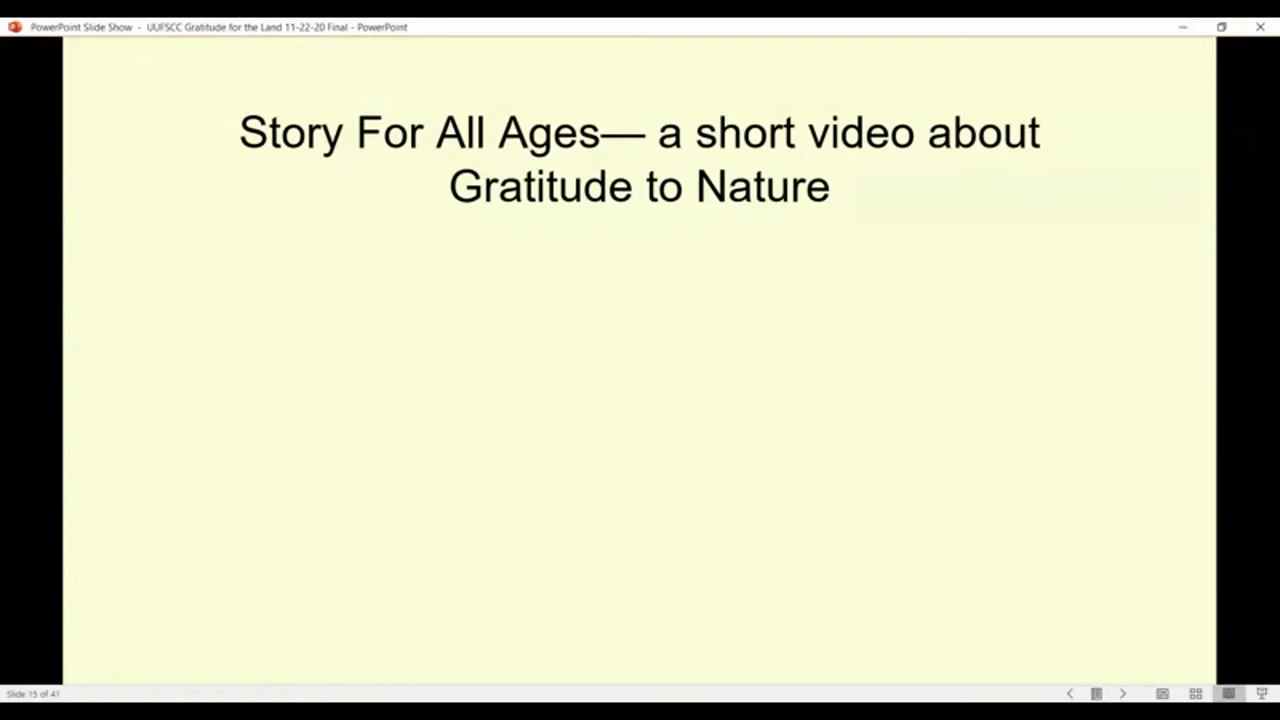 PowerPoint Slide Show - UUFSCC Gratitude for the Land 11-22-20 Final - PowerPoint
Story For All Ages— a short video about
Gratitude to Nature
Slide 15 of 41